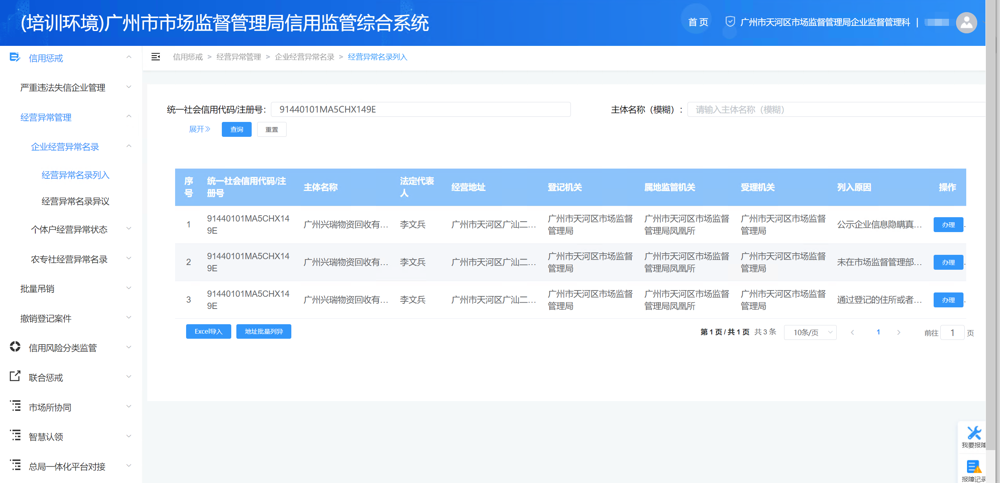 (培训环境)广州市市场监督管理局信用监管综合系统
首页
广州市天河区市场监督管理局企业监督管理科 |
信用惩戒
严重违法失信企业管理
经营异常管理
企业经营异常名录
经营异常名录列入
经营异常名录异议
个体户经营异常状态
农专社经营异常名录
批量吊销
撤销登记案件
信用风险分类监管
联合惩戒
市场所协同
智慧认领
总局一体化平台对接
信用惩戒 > 经营异常管理 > 企业经营异常名录 > 经营异常名录列入
统一社会信用代码/注册号： 91440101MA5CHX149E
主体名称（模糊）： 请输入主体名称（模糊）
展开 查询 重置
序号 统一社会信用代码/注册号 主体名称 法定代表人 经营地址 登记机关 属地监管机关 受理机关 列入原因 操作
1 91440101MA5CHX149E 广州兴瑞物资回收有… 李文兵 广州市天河区广汕二… 广州市天河区市场监督管理局 广州市天河区市场监督管理局凤凰所 广州市天河区市场监督管理局 公示企业信息隐瞒真… 办理
2 91440101MA5CHX149E 广州兴瑞物资回收有… 李文兵 广州市天河区广汕二… 广州市天河区市场监督管理局 广州市天河区市场监督管理局凤凰所 广州市天河区市场监督管理局 未在市场监督管理部… 办理
3 91440101MA5CHX149E 广州兴瑞物资回收有… 李文兵 广州市天河区广汕二… 广州市天河区市场监督管理局 广州市天河区市场监督管理局凤凰所 广州市天河区市场监督管理局 通过登记的住所或者… 办理
Excel导入 地址批量列异
第 1 页 / 共 1 页 共 3 条 10条/页 1 前往 1 页
我要报障
报障记录